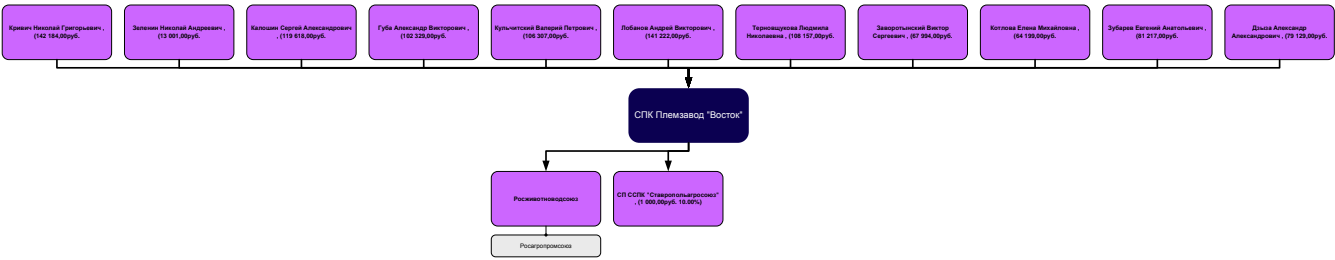 Кривич Николай Григорьевич ,
(142 184,00руб.
Зеленин Николай Андреевич ,
(13 001,00руб.
Калошин Сергей Александрович
, (119 618,00руб.
Губа Александр Викторович ,
(102 329,00руб.
Кульчитский Валерий Петрович ,
(106 307,00руб.
Лобанов Андрей Викторович ,
(141 222,00руб.
Терновщукова Людмила
Николаевна , (108 157,00руб.
Заворотынский Виктор
Сергеевич , (67 994,00руб.
Котлова Елена Михайловна ,
(64 199,00руб.
Зубарев Евгений Анатольевич ,
(81 217,00руб.
Дзыза Александр
Александрович , (79 129,00руб.
СПК Племзавод "Восток"
Росживотноводсоюз
СП ССПК "Ставропольагросоюз"
, (1 000,00руб. 10.00%)
Росагропромсоюз